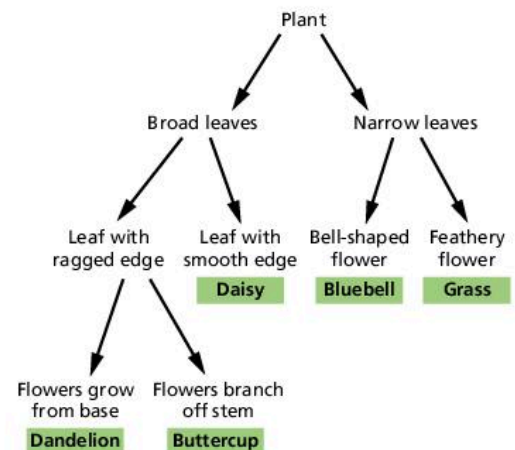 Plant
Broad leaves
Narrow leaves
Leaf with
ragged edge
Leaf with
smooth edge
Daisy
Bell-shaped
flower
Bluebell
Feathery
flower
Grass
Flowers grow
from base
Dandelion
Flowers branch
off stem
Buttercup